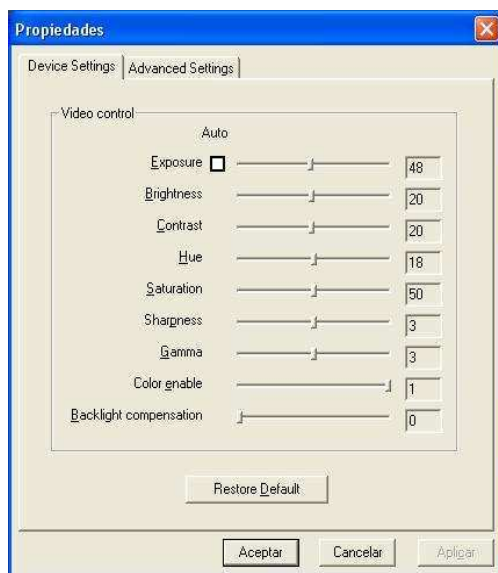 Propiedades
Device Settings Advanced Settings
Video control
Auto
Exposure 48
Brightness 20
Contrast 20
Hue 18
Saturation 50
Sharpness 3
Gamma 3
Color enable 1
Backlight compensation 0
Restore Default
Aceptar Cancelar Aplicar